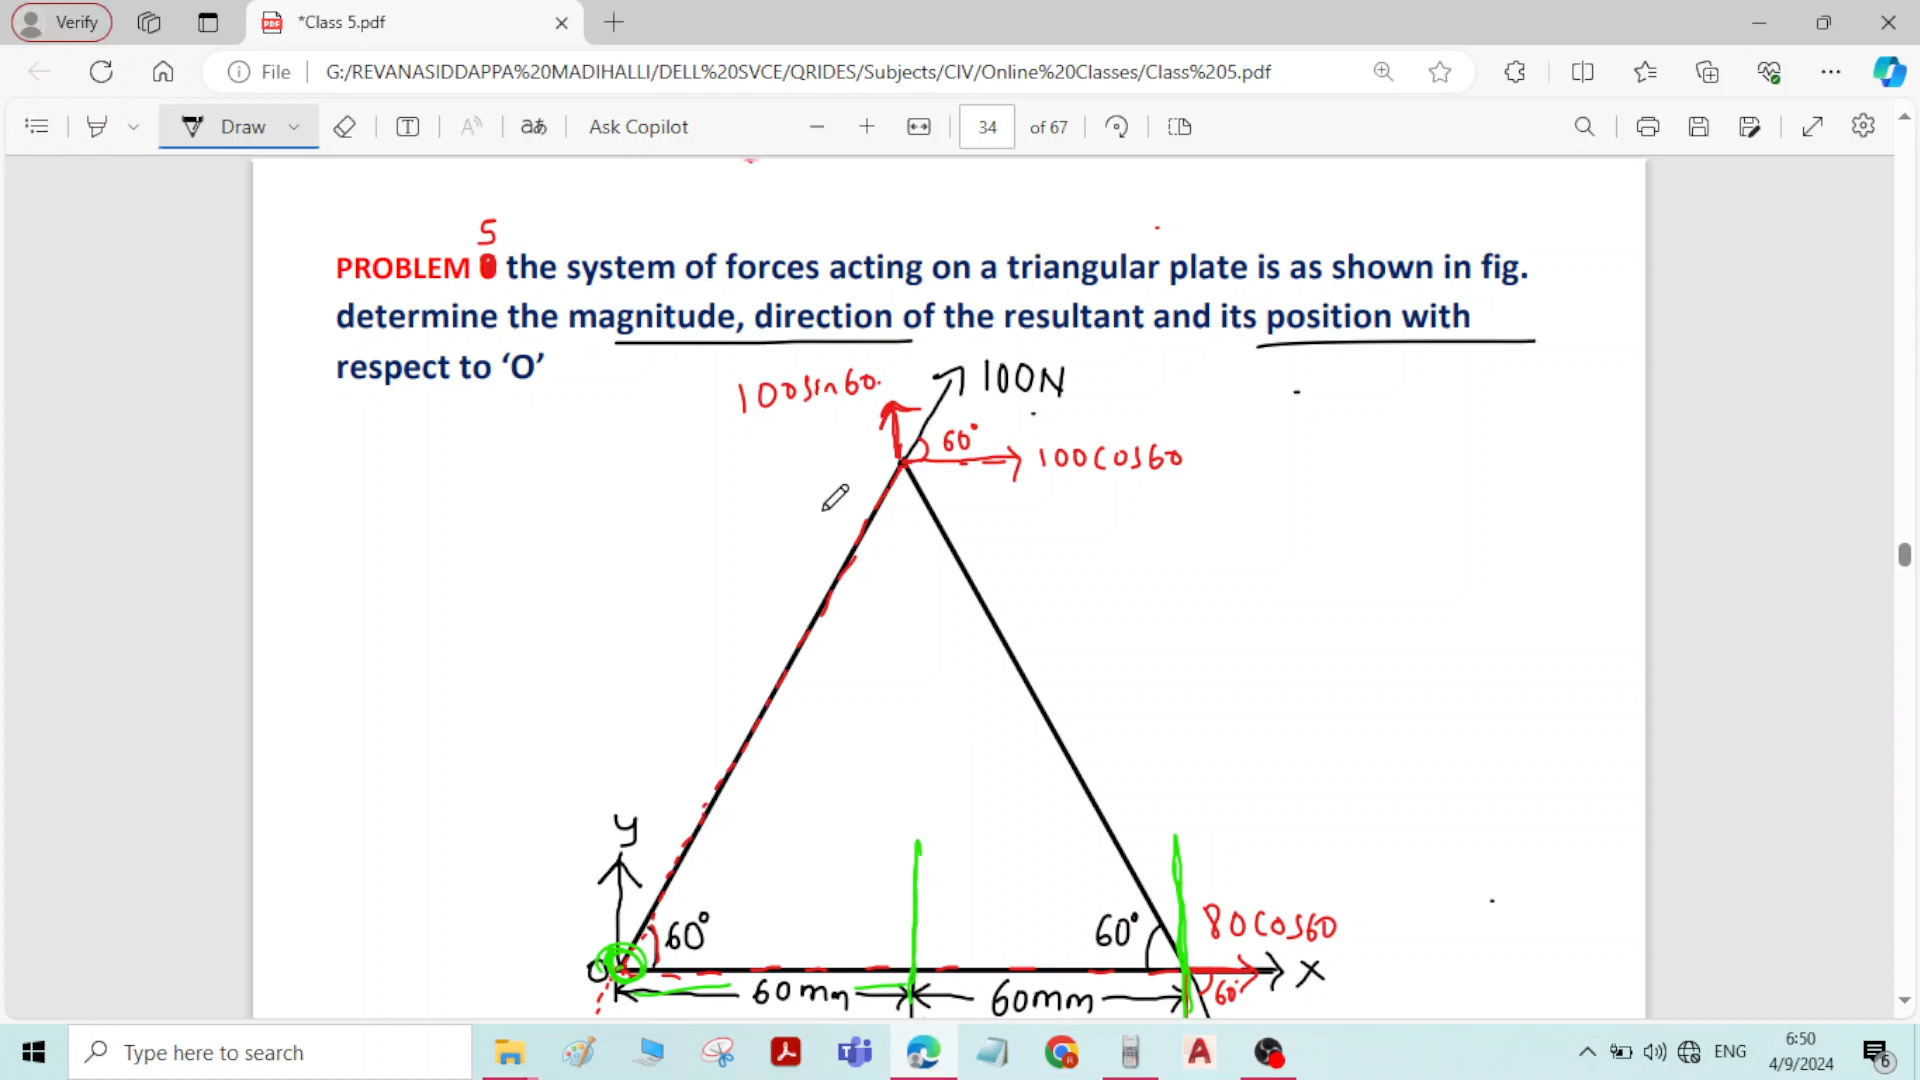 Verify
*Class 5.pdf
File
G:/REVANASIDDAPPA%20MADIHALLI/DELL%20SVCE/QRIDES/Subjects/CIV/Online%20Classes/Class%205.pdf
Draw
Ask Copilot
34 of 67
5
PROBLEM the system of forces acting on a triangular plate is as shown in fig.
determine the magnitude, direction of the resultant and its position with
respect to ‘O’
100N
100sin60.
60°
100cos60
y
60°
60°
80cos60
O
x
60mm
60mm
60°
Type here to search
ENG
6:50
4/9/2024
6